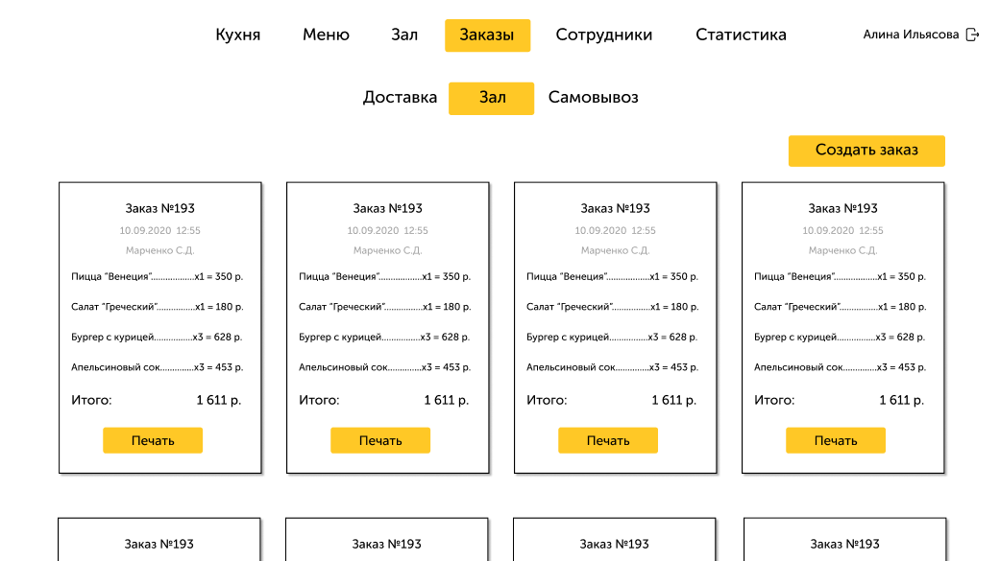 Кухня Меню Зал Заказы Сотрудники Статистика Алина Ильясова
Доставка Зал Самовывоз
Создать заказ
Заказ №193
10.09.2020 12:55
Марченко С.Д.
Пицца "Венеция"..................x1 = 350 р.
Салат "Греческий"................x1 = 180 р.
Бургер с курицей................x3 = 628 р.
Апельсиновый сок..............x3 = 453 р.
Итого: 1 611 р.
Печать
Заказ №193
10.09.2020 12:55
Марченко С.Д.
Пицца "Венеция"..................x1 = 350 р.
Салат "Греческий"................x1 = 180 р.
Бургер с курицей................x3 = 628 р.
Апельсиновый сок..............x3 = 453 р.
Итого: 1 611 р.
Печать
Заказ №193
10.09.2020 12:55
Марченко С.Д.
Пицца "Венеция"..................x1 = 350 р.
Салат "Греческий"................x1 = 180 р.
Бургер с курицей................x3 = 628 р.
Апельсиновый сок..............x3 = 453 р.
Итого: 1 611 р.
Печать
Заказ №193
10.09.2020 12:55
Марченко С.Д.
Пицца "Венеция"..................x1 = 350 р.
Салат "Греческий"................x1 = 180 р.
Бургер с курицей................x3 = 628 р.
Апельсиновый сок..............x3 = 453 р.
Итого: 1 611 р.
Печать
Заказ №193
Заказ №193
Заказ №193
Заказ №193